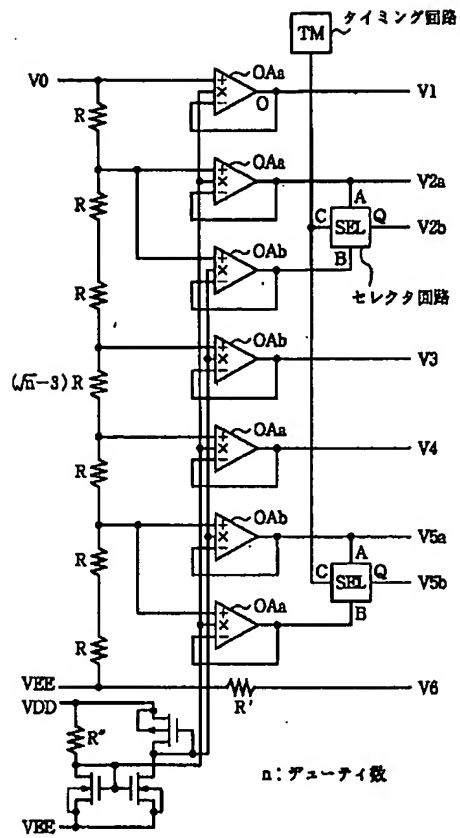 TM タイミング回路
V0
OAa
+
×
−
O
V1
R
OAa
+
×
−
V2a
A
R
C SEL Q V2b
OAb
B
+
×
−
セレクタ回路
R
OAb
+
×
−
V3
(√n−3)R
OAa
+
×
−
V4
R
OAb
+
×
−
V5a
A
R
C SEL Q V5b
OAa
B
+
×
−
R
VEE
R'
V6
VDD
R"
n:デューティ数
VEE